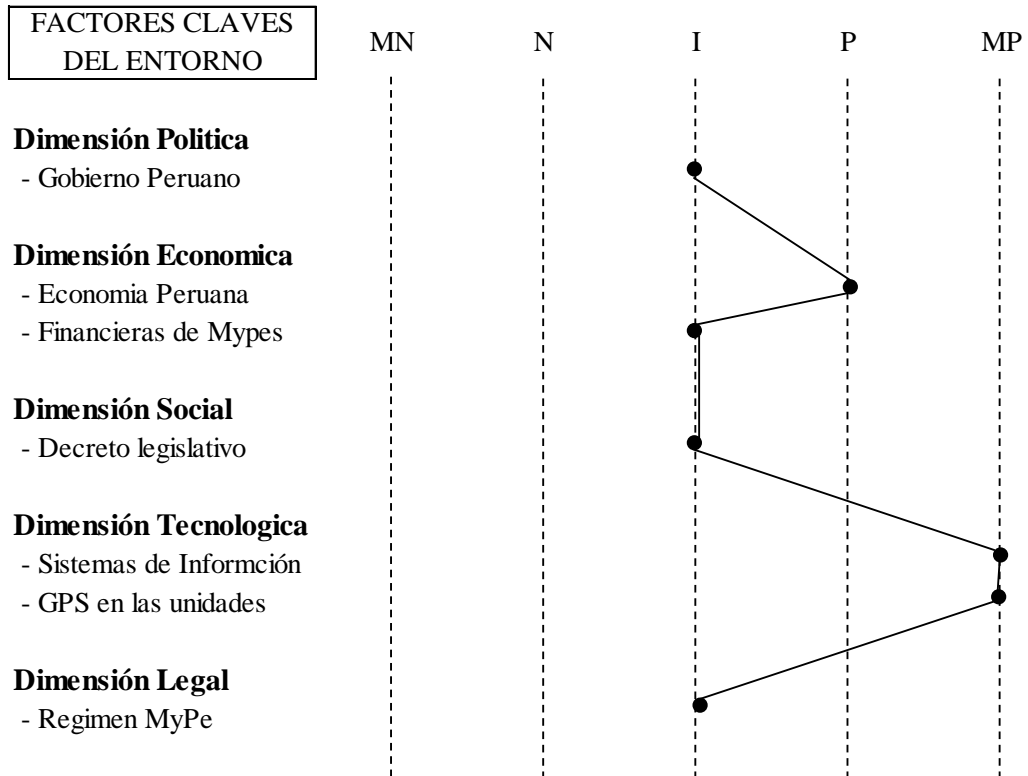 FACTORES CLAVES
DEL ENTORNO
MN N I P MP
Dimensión Politica
- Gobierno Peruano
Dimensión Economica
- Economia Peruana
- Financieras de Mypes
Dimensión Social
- Decreto legislativo
Dimensión Tecnologica
- Sistemas de Informción
- GPS en las unidades
Dimensión Legal
- Regimen MyPe